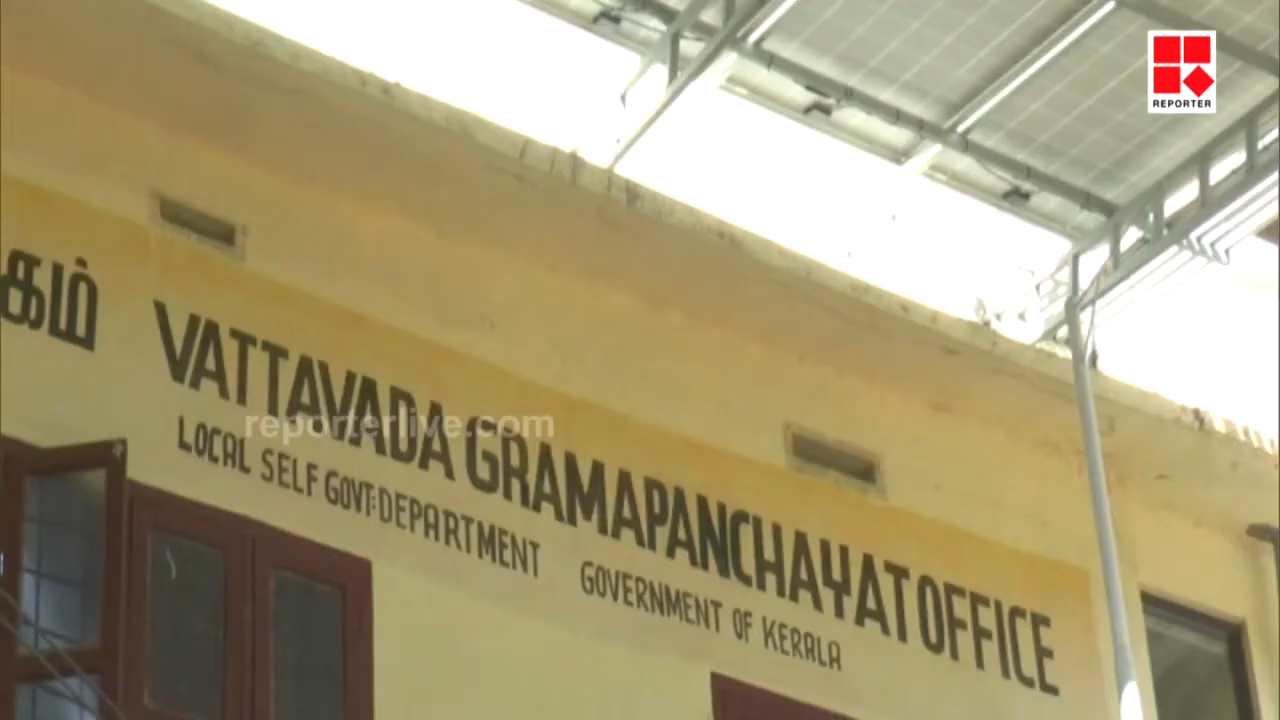 REPORTER
கம் VATTAVADA GRAMAPANCHAYAT OFFICE
reporterlive.com
LOCAL SELF GOVT:DEPARTMENT GOVERNMENT OF KERALA